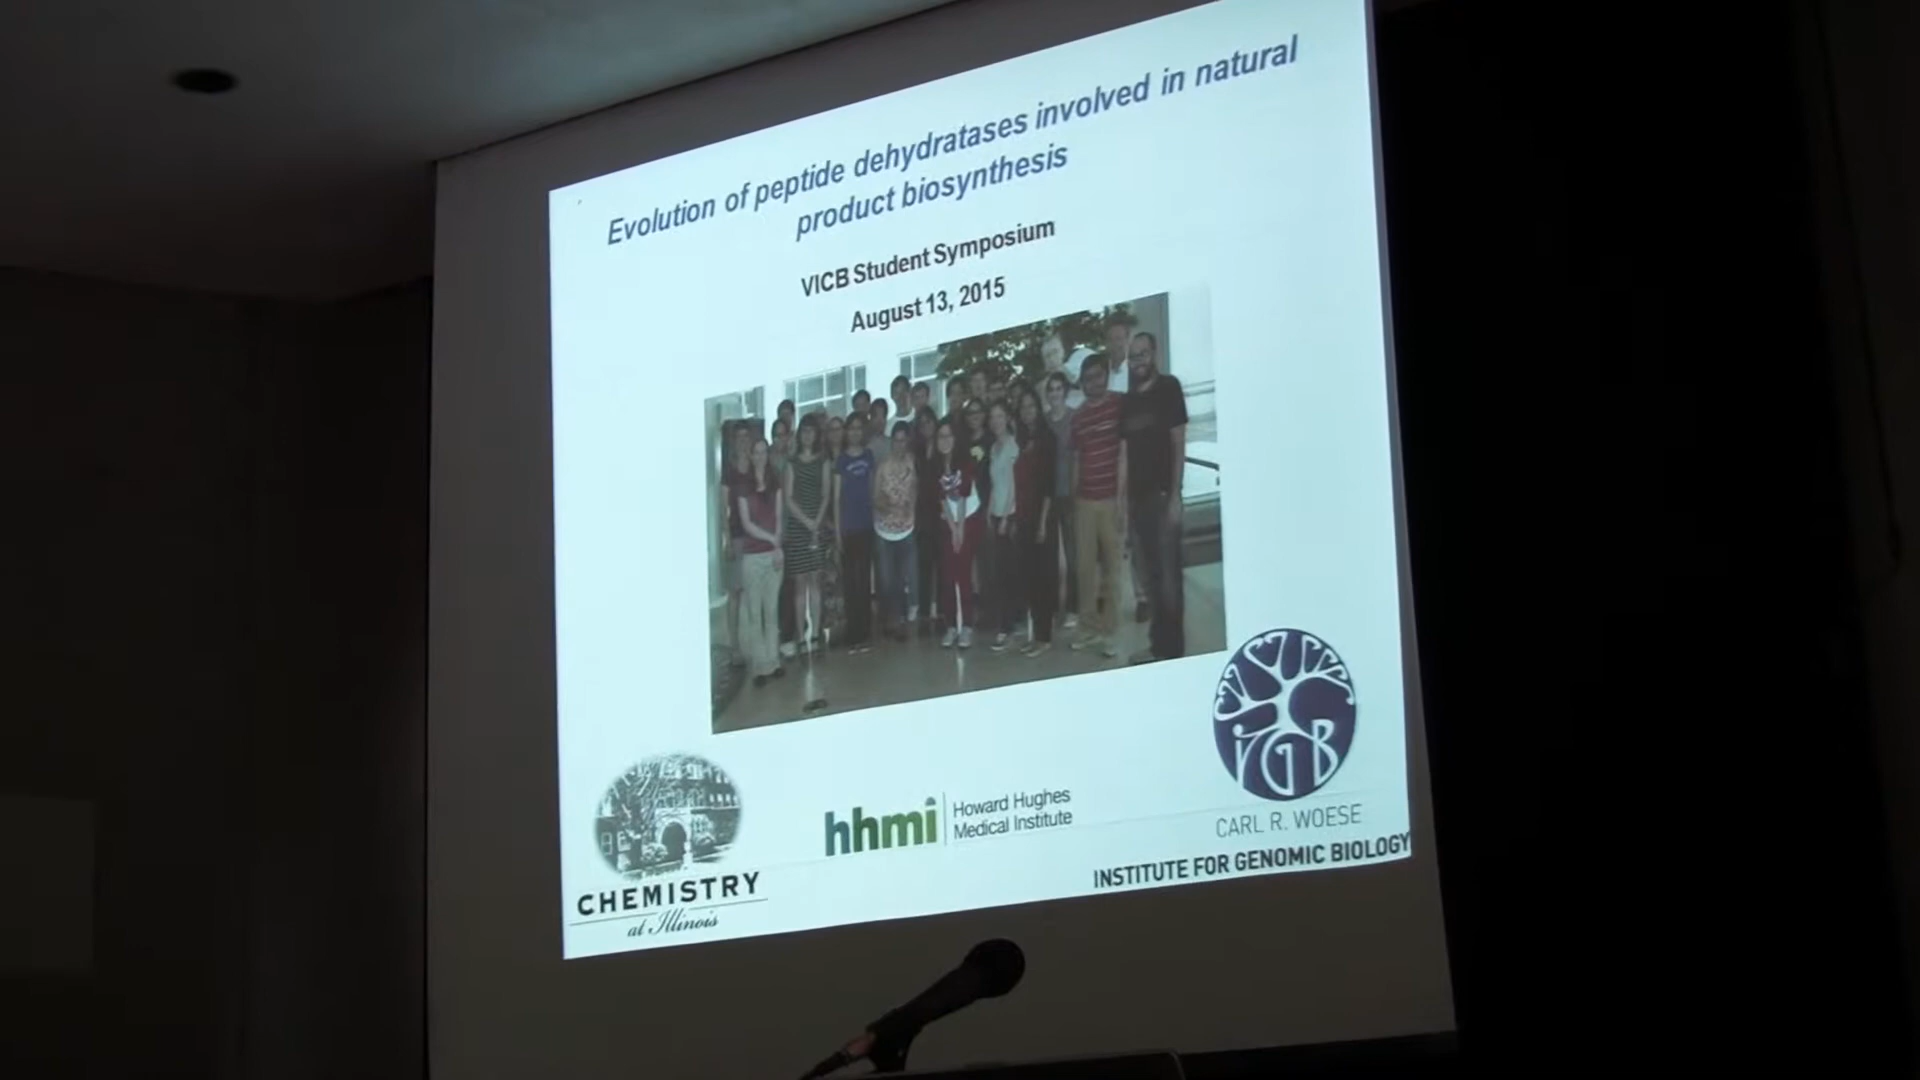 Evolution of peptide dehydratases involved in natural
product biosynthesis
VICB Student Symposium
August 13, 2015
CHEMISTRY
at Illinois
hhmi
Howard Hughes
Medical Institute
iGB
CARL R. WOESE
INSTITUTE FOR GENOMIC BIOLOGY